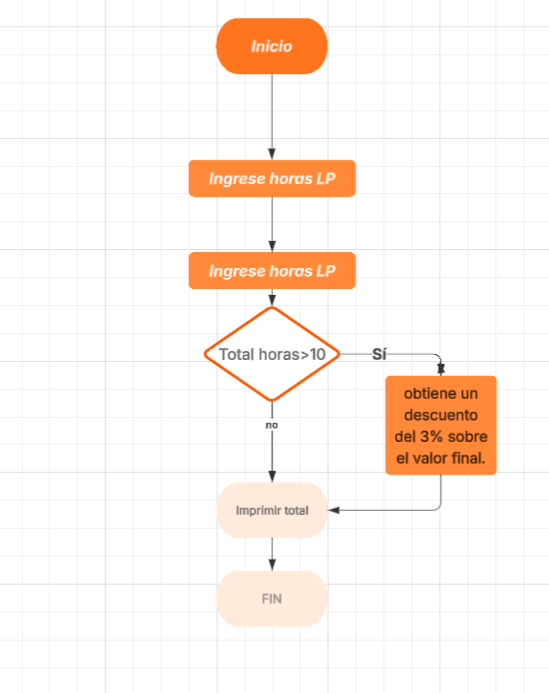 Inicio
Ingrese horas LP
Ingrese horas LP
Total horas>10
Sí
obtiene un
descuento
del 3% sobre
el valor final.
no
Imprimir total
FIN